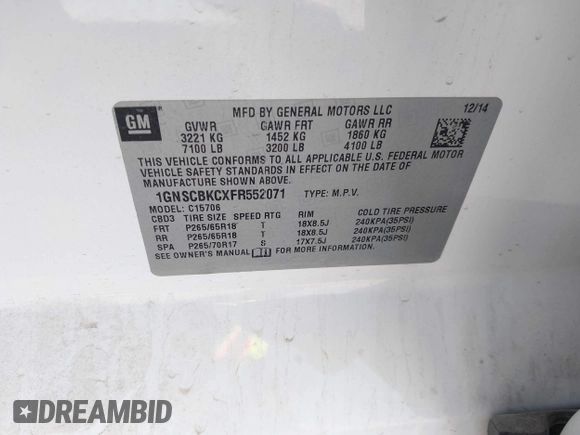 GM
MFD BY GENERAL MOTORS LLC 12/14
GVWR GAWR FRT GAWR RR
3221 KG 1452 KG 1860 KG
7100 LB 3200 LB 4100 LB
THIS VEHICLE CONFORMS TO ALL APPLICABLE U.S. FEDERAL MOTOR
VEHICLE SAFETY STANDARDS IN EFFECT ON THE DATE OF
MANUFACTURE SHOWN ABOVE.
1GNSCBKCXFR552071 TYPE: M.P.V.
MODEL: C15706
CBD3 TIRE SIZE SPEED RTG RIM COLD TIRE PRESSURE
FRT P265/65R18 T 18X8.5J 240KPA(35PSI)
RR P265/65R18 T 18X8.5J 240KPA(35PSI)
SPA P265/70R17 S 17X7.5J 240KPA(35PSI)
SEE OWNER'S MANUAL
DREAMBID